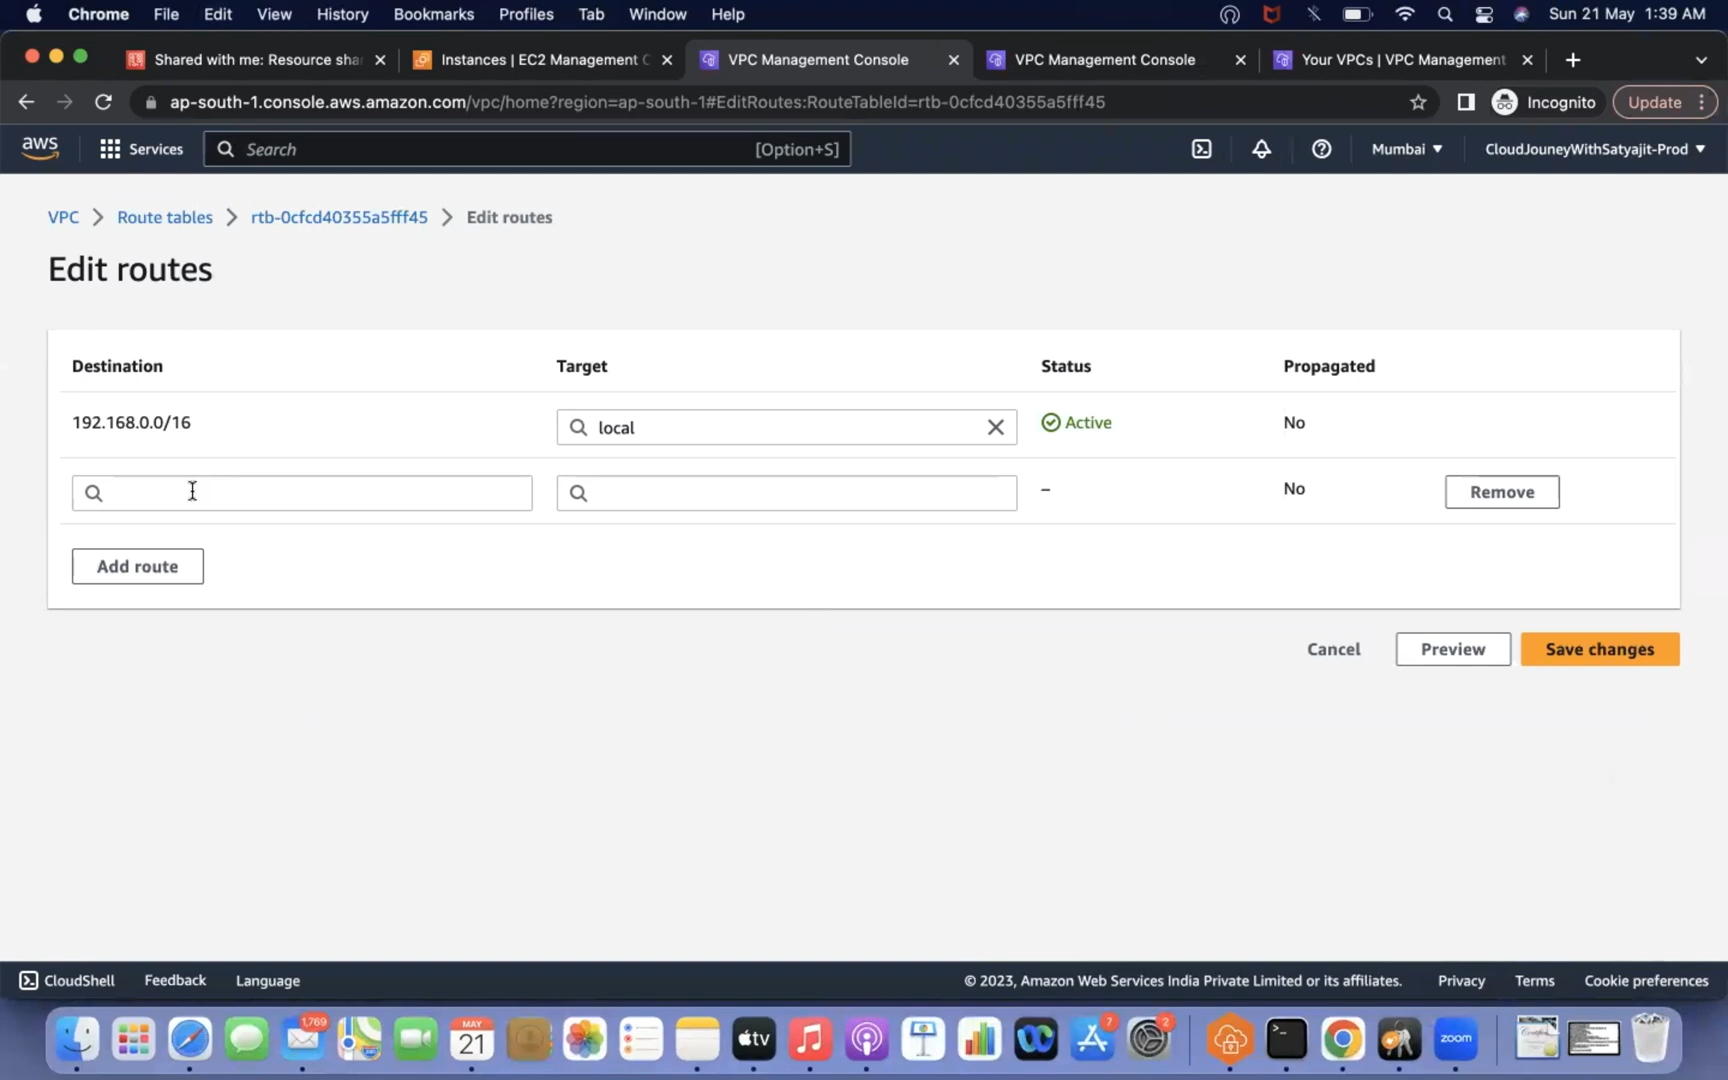 Chrome File Edit View History Bookmarks Profiles Tab Window Help Sun 21 May 1:39 AM
Shared with me: Resource sha Instances | EC2 Management C VPC Management Console VPC Management Console Your VPCs | VPC Management
ap-south-1.console.aws.amazon.com/vpc/home?region=ap-south-1#EditRoutes:RouteTableId=rtb-0cfcd40355a5fff45 Incognito Update
aws Services Search [Option+S] Mumbai CloudJouneyWithSatyajit-Prod
VPC Route tables rtb-0cfcd40355a5fff45 Edit routes
Edit routes
Destination Target Status Propagated
192.168.0.0/16 local Active No
– No Remove
Add route
Cancel Preview Save changes
CloudShell Feedback Language © 2023, Amazon Web Services India Private Limited or its affiliates. Privacy Terms Cookie preferences
1,769 MAY 21 tv 7 2 zoom